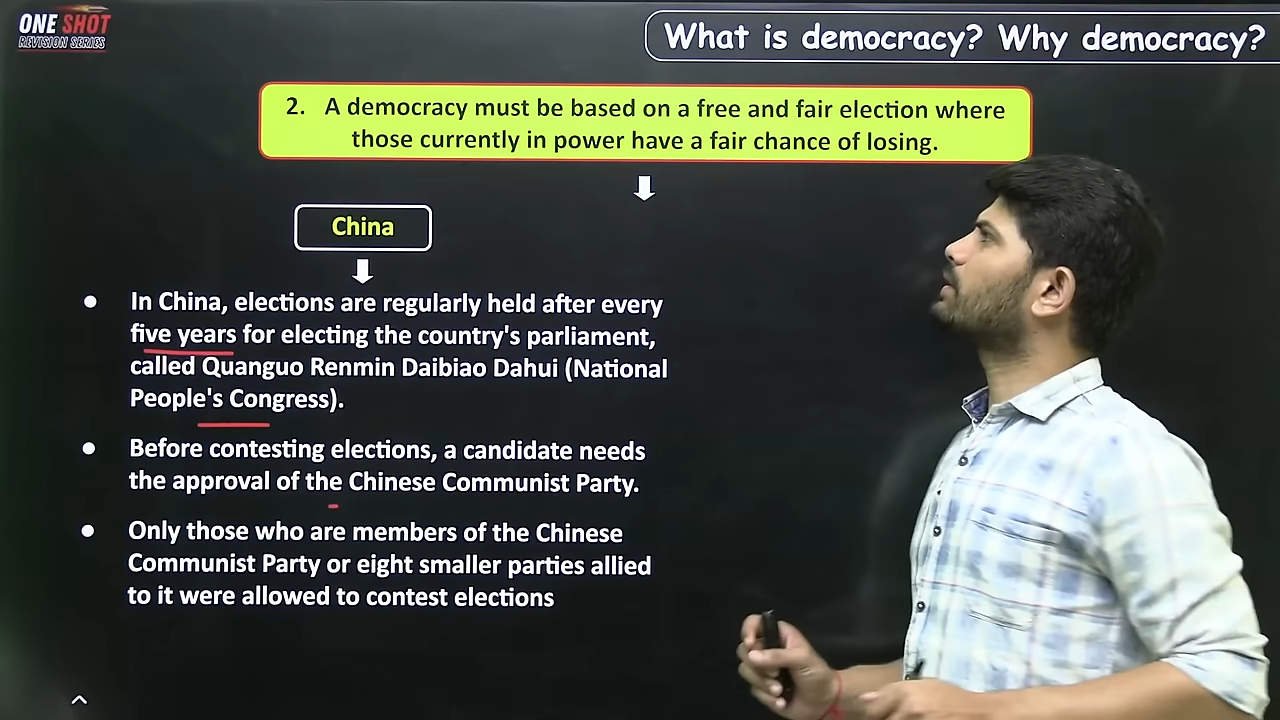 ONE SHOT
REVISION SERIES
What is democracy? Why democracy?
2. A democracy must be based on a free and fair election where
those currently in power have a fair chance of losing.
China
• In China, elections are regularly held after every
five years for electing the country's parliament,
called Quanguo Renmin Daibiao Dahui (National
People's Congress).
• Before contesting elections, a candidate needs
the approval of the Chinese Communist Party.
• Only those who are members of the Chinese
Communist Party or eight smaller parties allied
to it were allowed to contest elections